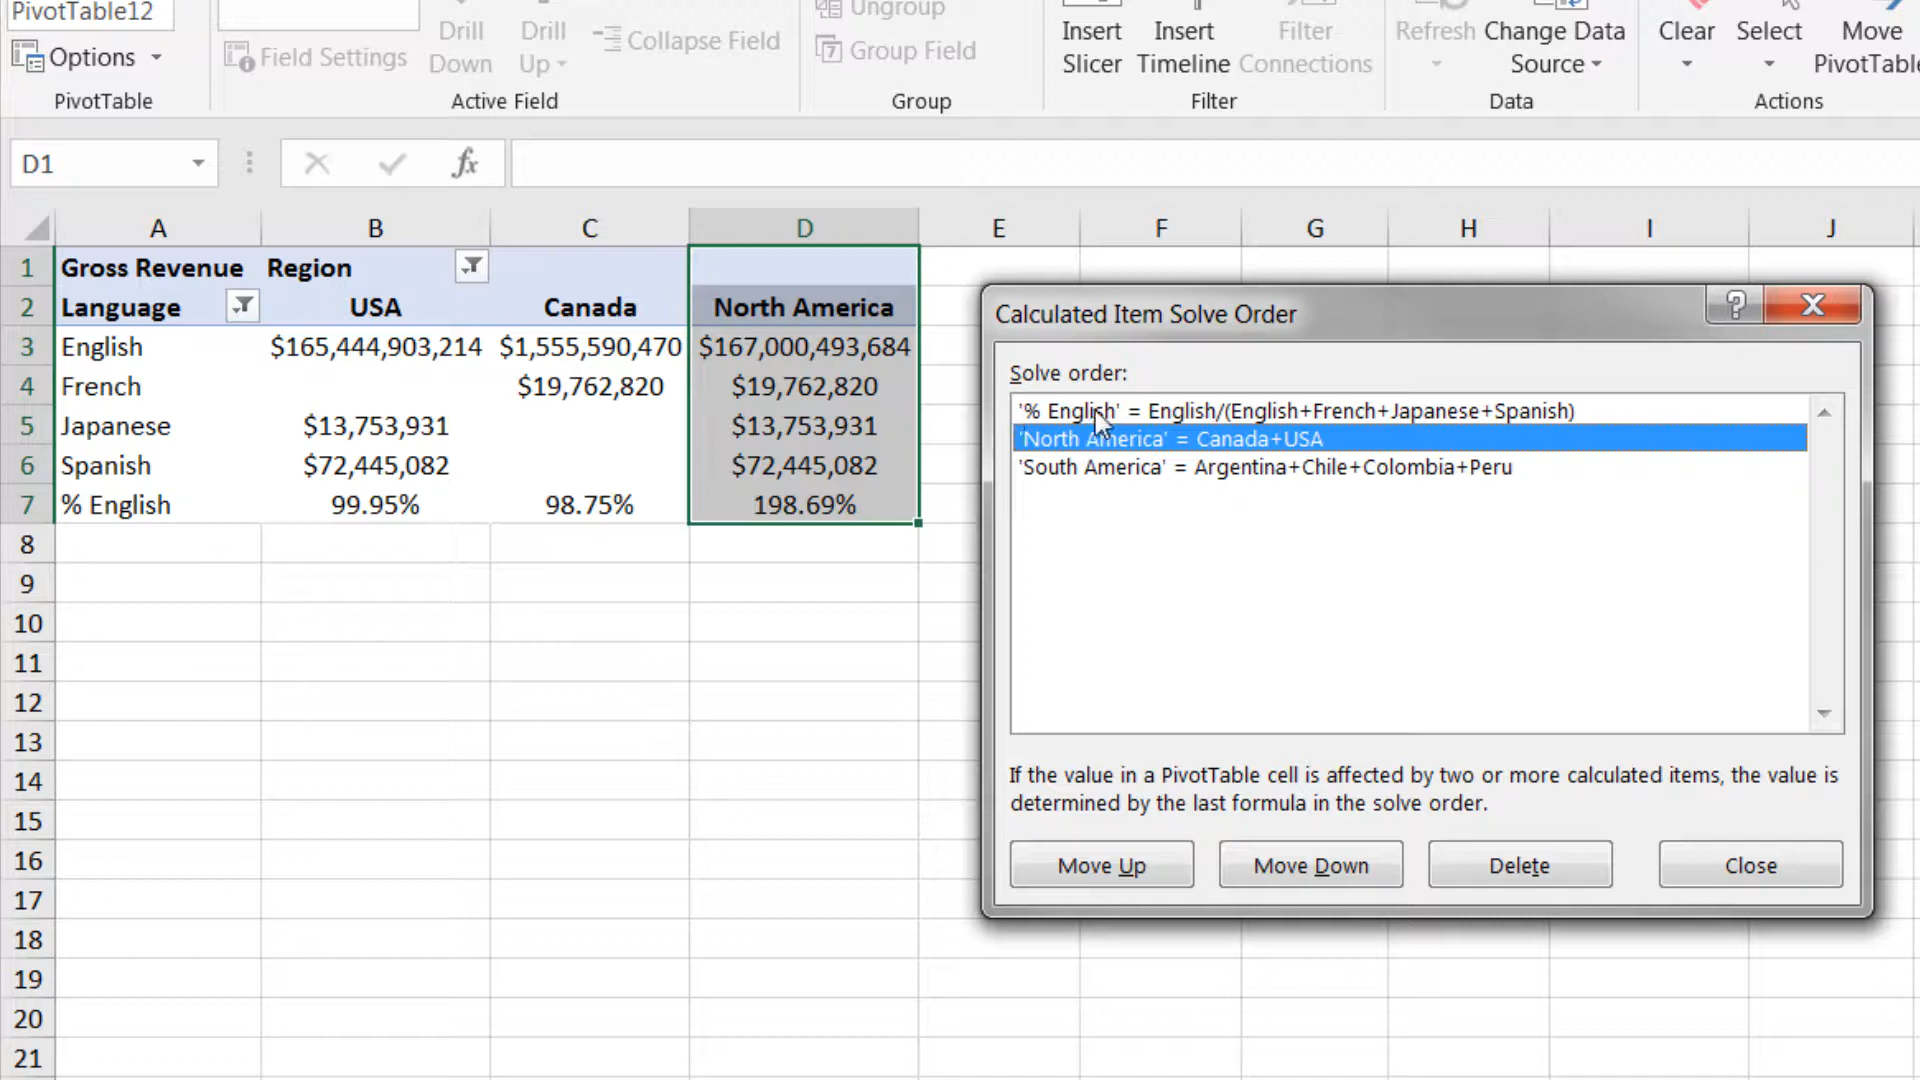 PivotTable12
Options
PivotTable
Field Settings
Drill Down
Drill Up
Collapse Field
Active Field
Ungroup
Group Field
Group
Insert Slicer
Insert Timeline
Filter Connections
Filter
Refresh
Change Data Source
Data
Clear
Select
Move PivotTable
Actions
D1
fx
A B C D E F G H I J
1 Gross Revenue Region
2 Language USA Canada North America
3 English $165,444,903,214 $1,555,590,470 $167,000,493,684
4 French $19,762,820 $19,762,820
5 Japanese $13,753,931 $13,753,931
6 Spanish $72,445,082 $72,445,082
7 % English 99.95% 98.75% 198.69%
8
9
10
11
12
13
14
15
16
17
18
19
20
21
Calculated Item Solve Order
Solve order:
'% English' = English/(English+French+Japanese+Spanish)
'North America' = Canada+USA
'South America' = Argentina+Chile+Colombia+Peru
If the value in a PivotTable cell is affected by two or more calculated items, the value is
determined by the last formula in the solve order.
Move Up
Move Down
Delete
Close